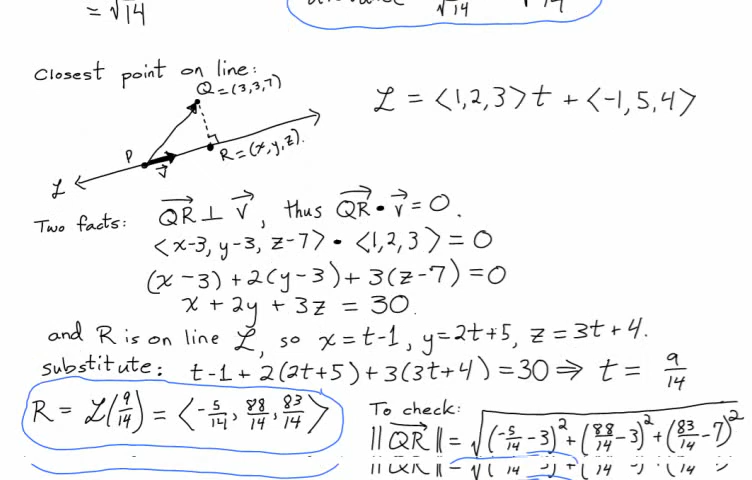 = √14
√14
Closest point on line:
Q=(3,3,7)
L = <1,2,3>t + <-1,5,4>
P
R=(x,y,z).
v
L
Two facts: QR ⊥ v, thus QR • v = 0.
<x-3, y-3, z-7> • <1,2,3> = 0
(x-3) + 2(y-3) + 3(z-7) = 0
x + 2y + 3z = 30.
and R is on line L, so x=t-1, y=2t+5, z=3t+4.
substitute: t-1 + 2(2t+5) + 3(3t+4) = 30 ⇒ t = 9/14
R = L(9/14) = <-5/14, 88/14, 83/14>
To check:
||QR|| = √((-5/14 - 3)² + (88/14 - 3)² + (83/14 - 7)²